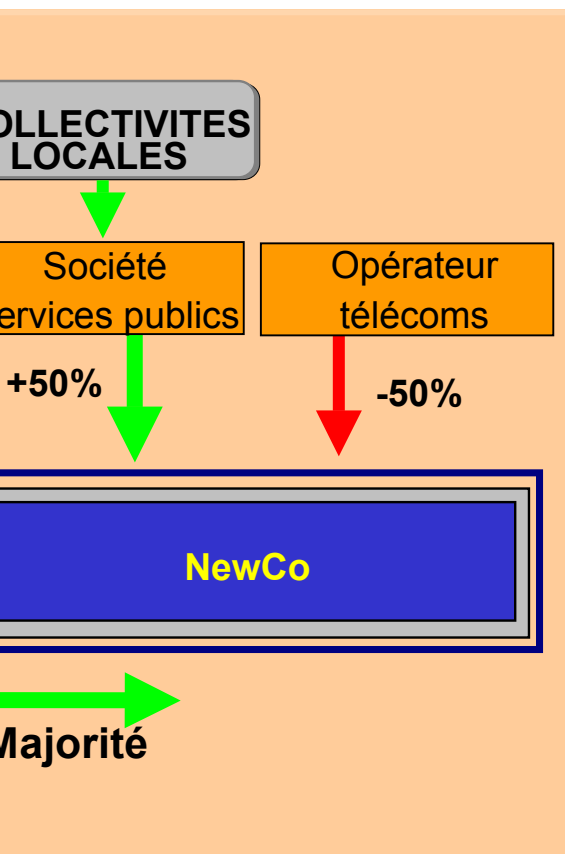 OLLECTIVITES
LOCALES
Société
ervices publics
Opérateur
télécoms
+50%
-50%
NewCo
Majorité